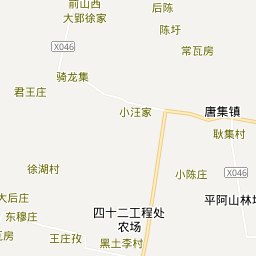 前山西
大郢徐家
后陈
陈圩
X046
常瓦房
骑龙集
君王庄
小汪家
唐集镇
耿集村
徐湖村
小陈庄
X046
大后庄
平阿山林场
东穆庄
四十二工程处
农场
瓦房
王庄孜
黑土李村